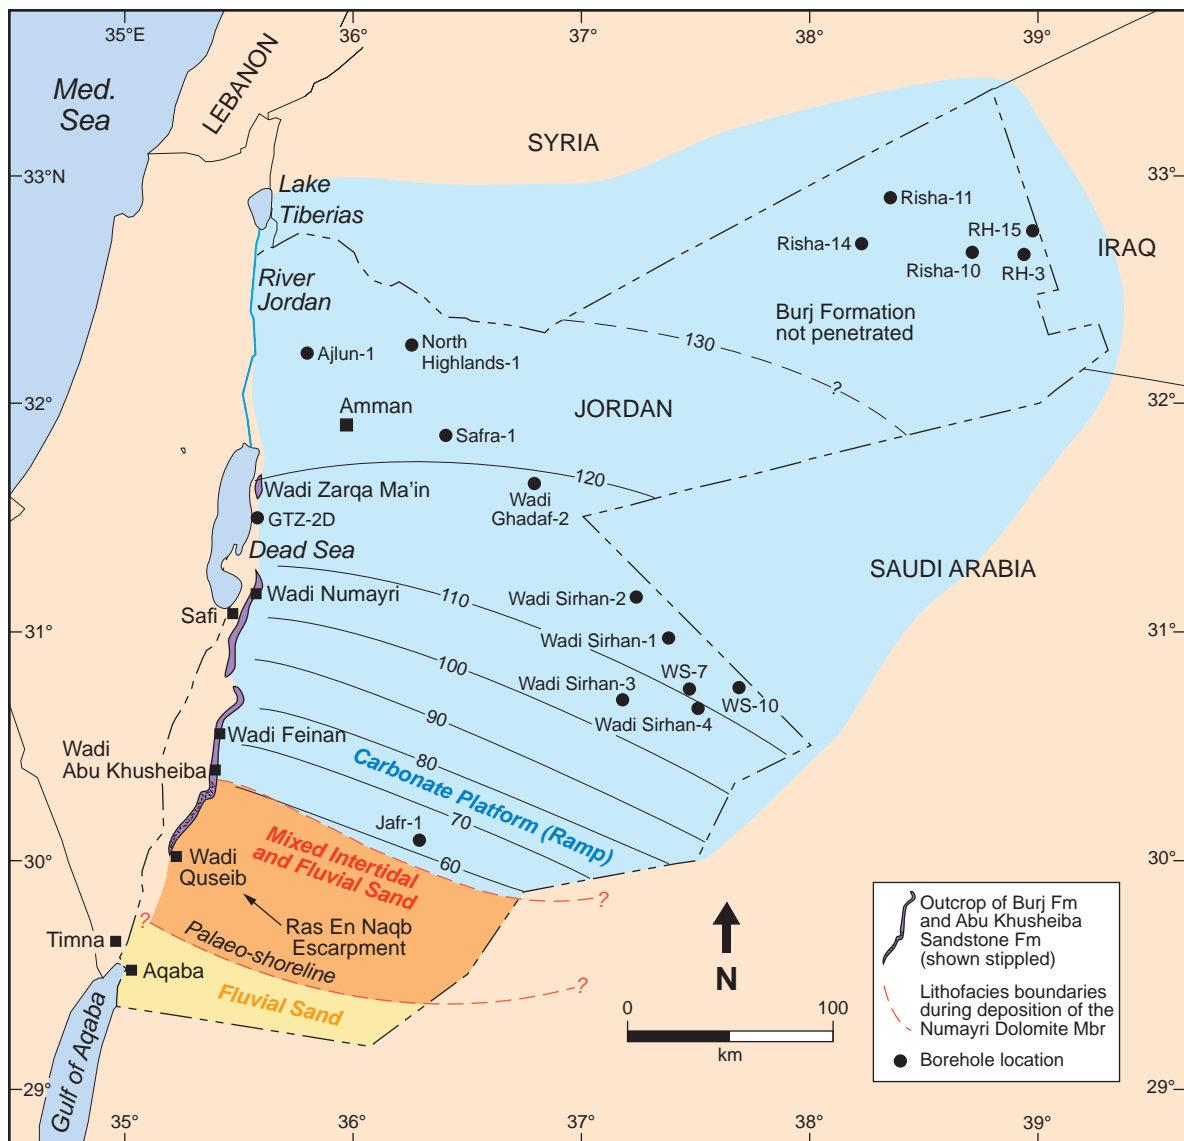 35°E
36°
37°
38°
39°
Med.
Sea
LEBANON
SYRIA
33°N
33°
Lake
Tiberias
Risha-11
RH-15
Risha-14
IRAQ
Risha-10
RH-3
River
Jordan
Burj Formation
not penetrated
130
?
North
Highlands-1
Ajlun-1
32°
32°
Amman
JORDAN
Safra-1
120
Wadi Zarqa Ma'in
Wadi
Ghadaf-2
GTZ-2D
Dead Sea
SAUDI ARABIA
Wadi Numayri
110
Wadi Sirhan-2
Safi
31°
31°
Wadi Sirhan-1
100
WS-7
Wadi Sirhan-3
WS-10
Wadi Sirhan-4
90
Wadi Feinan
Wadi
Abu Khusheiba
80
Carbonate Platform (Ramp)
Jafr-1
70
60
Mixed Intertidal
and Fluvial Sand
30°
30°
Wadi
Quseib
?
Ras En Naqb
Escarpment
?
Timna
Palaeo-shoreline
Aqaba
?
Fluvial Sand
Gulf of Aqaba
N
0
100
km
Outcrop of Burj Fm
and Abu Khusheiba
Sandstone Fm
(shown stippled)
Lithofacies boundaries
during deposition of the
Numayri Dolomite Mbr
Borehole location
29°
29°
35°
36°
37°
38°
39°